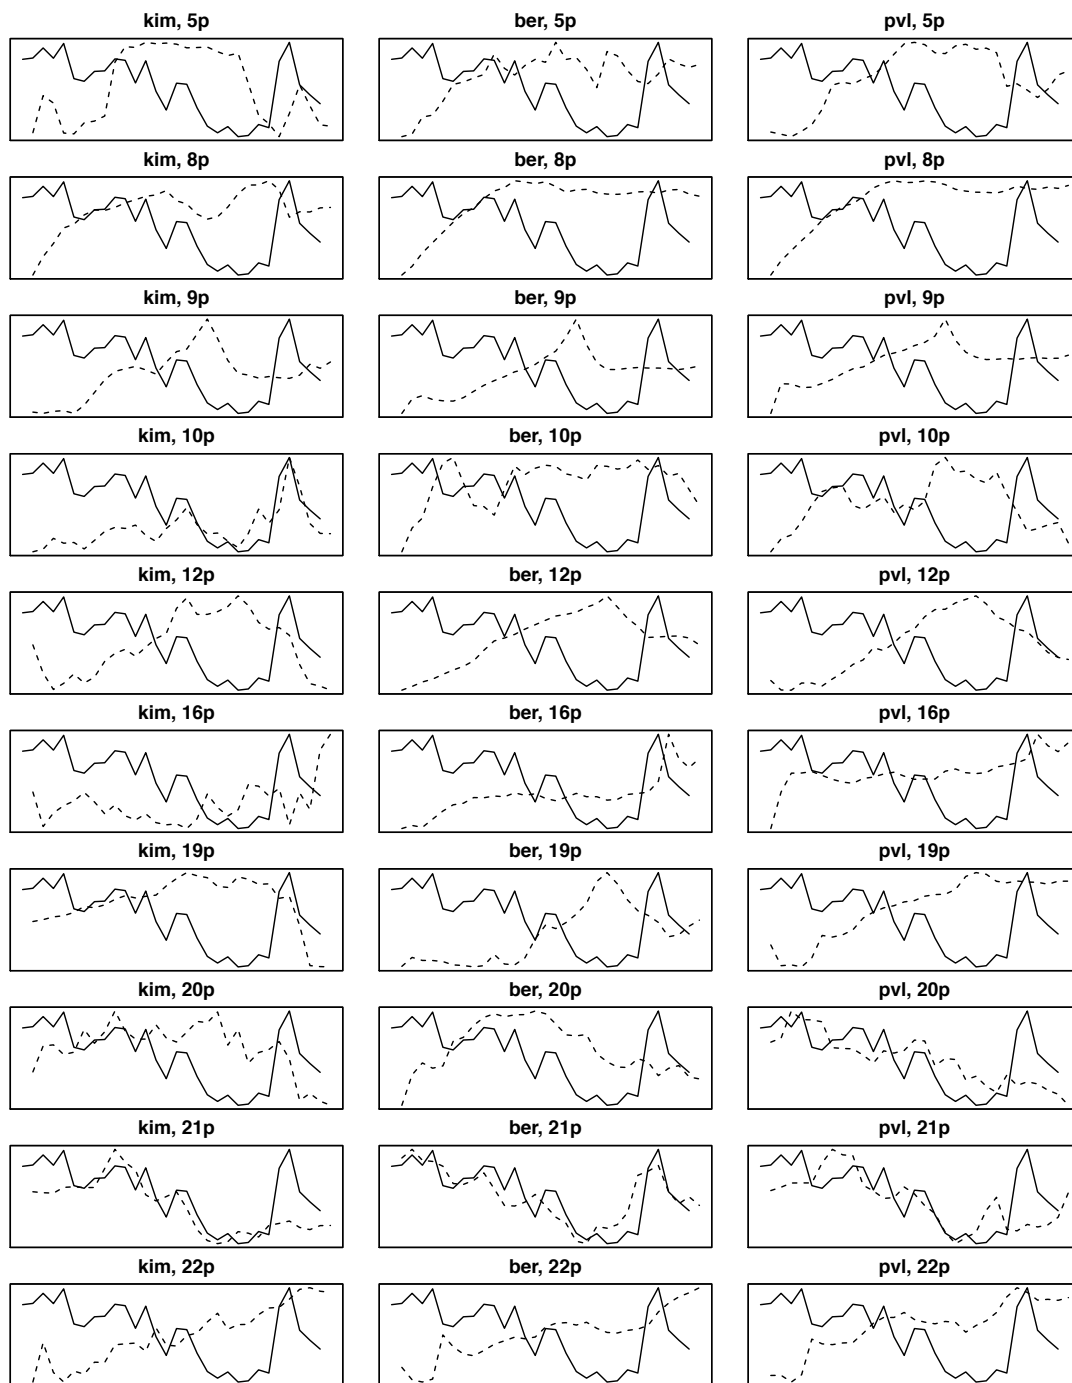 kim, 5p ber, 5p pvl, 5p
kim, 8p ber, 8p pvl, 8p
kim, 9p ber, 9p pvl, 9p
kim, 10p ber, 10p pvl, 10p
kim, 12p ber, 12p pvl, 12p
kim, 16p ber, 16p pvl, 16p
kim, 19p ber, 19p pvl, 19p
kim, 20p ber, 20p pvl, 20p
kim, 21p ber, 21p pvl, 21p
kim, 22p ber, 22p pvl, 22p